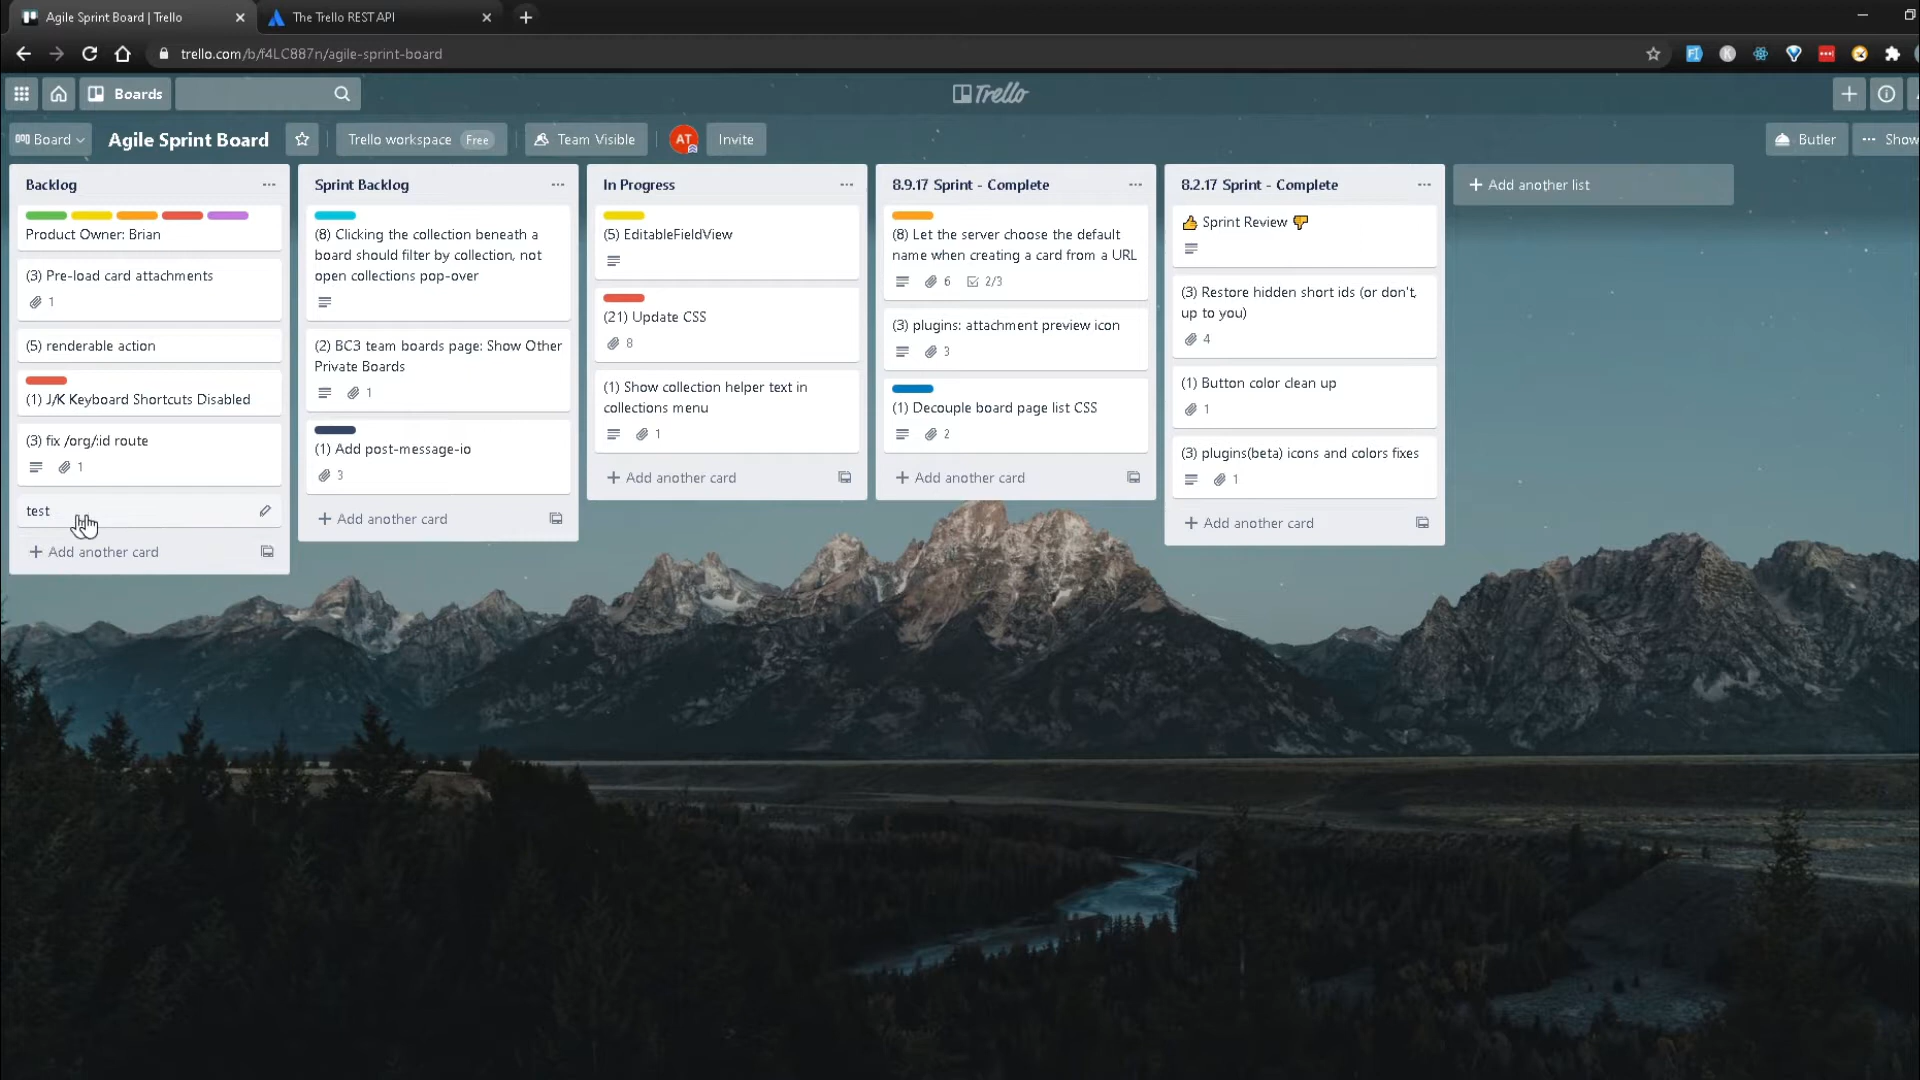 Agile Sprint Board | Trello
The Trello REST API
trello.com/b/f4LC887n/agile-sprint-board
Boards
Trello
Board
Agile Sprint Board
Trello workspace Free
Team Visible
AT
Invite
Butler
Show
Backlog
Product Owner: Brian
(3) Pre-load card attachments
1
(5) renderable action
(1) J/K Keyboard Shortcuts Disabled
(3) fix /org/:id route
1
test
+ Add another card
Sprint Backlog
(8) Clicking the collection beneath a
board should filter by collection, not
open collections pop-over
(2) BC3 team boards page: Show Other
Private Boards
1
(1) Add post-message-io
3
+ Add another card
In Progress
(5) EditableFieldView
(21) Update CSS
8
(1) Show collection helper text in
collections menu
1
+ Add another card
8.9.17 Sprint - Complete
(8) Let the server choose the default
name when creating a card from a URL
6 2/3
(3) plugins: attachment preview icon
3
(1) Decouple board page list CSS
2
+ Add another card
8.2.17 Sprint - Complete
👍 Sprint Review 👎
(3) Restore hidden short ids (or don't,
up to you)
4
(1) Button color clean up
1
(3) plugins(beta) icons and colors fixes
1
+ Add another card
+ Add another list